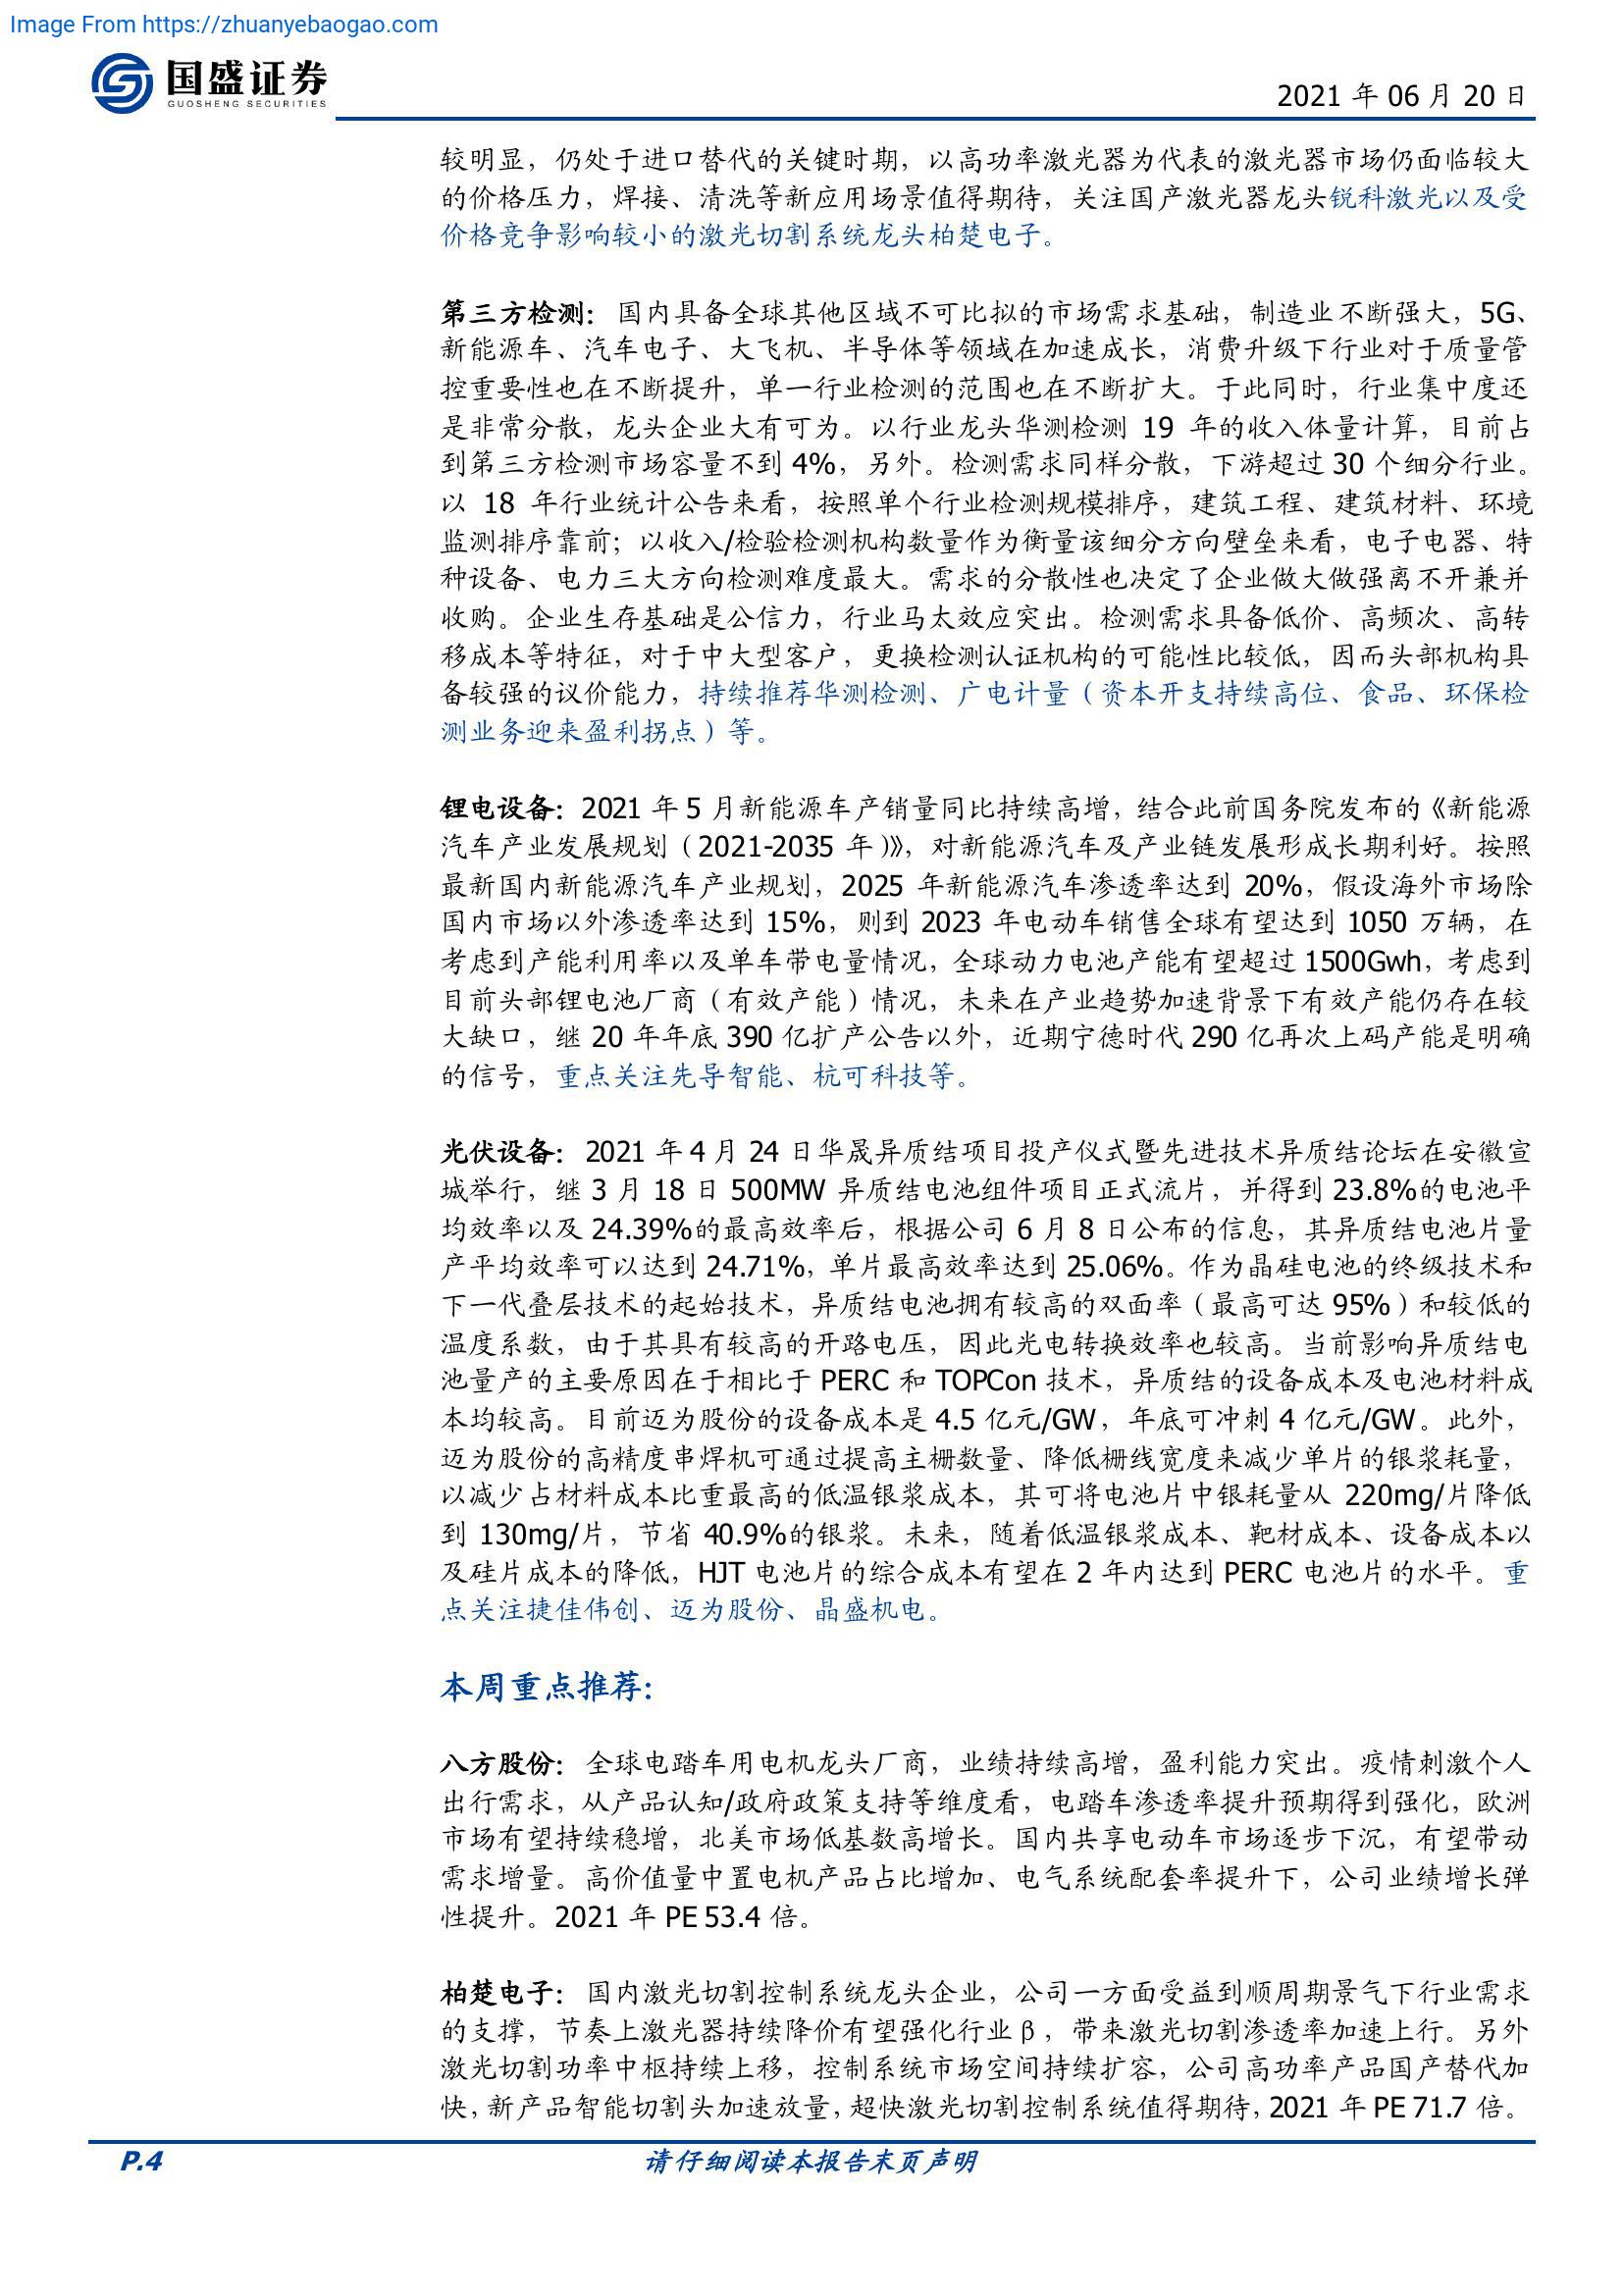 Image From https://zhuanyebaogao.com
国盛证券
GUOSHENG SECURITIES
2021 年 06 月 20 日
较明显，仍处于进口替代的关键时期，以高功率激光器为代表的激光器市场仍面临较大
的价格压力，焊接、清洗等新应用场景值得期待，关注国产激光器龙头锐科激光以及受
价格竞争影响较小的激光切割系统龙头柏楚电子。
第三方检测：国内具备全球其他区域不可比拟的市场需求基础，制造业不断强大，5G、
新能源车、汽车电子、大飞机、半导体等领域在加速成长，消费升级下行业对于质量管
控重要性也在不断提升，单一行业检测的范围也在不断扩大。于此同时，行业集中度还
是非常分散，龙头企业大有可为。以行业龙头华测检测 19 年的收入体量计算，目前占
到第三方检测市场容量不到 4%，另外。检测需求同样分散，下游超过 30 个细分行业。
以 18 年行业统计公告来看，按照单个行业检测规模排序，建筑工程、建筑材料、环境
监测排序靠前；以收入/检验检测机构数量作为衡量该细分方向壁垒来看，电子电器、特
种设备、电力三大方向检测难度最大。需求的分散性也决定了企业做大做强离不开兼并
收购。企业生存基础是公信力，行业马太效应突出。检测需求具备低价、高频次、高转
移成本等特征，对于中大型客户，更换检测认证机构的可能性比较低，因而头部机构具
备较强的议价能力，持续推荐华测检测、广电计量（资本开支持续高位、食品、环保检
测业务迎来盈利拐点）等。
锂电设备：2021 年 5 月新能源车产销量同比持续高增，结合此前国务院发布的《新能源
汽车产业发展规划（2021-2035 年）》，对新能源汽车及产业链发展形成长期利好。按照
最新国内新能源汽车产业规划，2025 年新能源汽车渗透率达到 20%，假设海外市场除
国内市场以外渗透率达到 15%，则到 2023 年电动车销售全球有望达到 1050 万辆，在
考虑到产能利用率以及单车带电量情况，全球动力电池产能有望超过 1500Gwh，考虑到
目前头部锂电池厂商（有效产能）情况，未来在产业趋势加速背景下有效产能仍存在较
大缺口，继 20 年年底 390 亿扩产公告以外，近期宁德时代 290 亿再次上码产能是明确
的信号，重点关注先导智能、杭可科技等。
光伏设备：2021 年 4 月 24 日华晟异质结项目投产仪式暨先进技术异质结论坛在安徽宣
城举行，继 3 月 18 日 500MW 异质结电池组件项目正式流片，并得到 23.8%的电池平
均效率以及 24.39%的最高效率后，根据公司 6 月 8 日公布的信息，其异质结电池片量
产平均效率可以达到 24.71%，单片最高效率达到 25.06%。作为晶硅电池的终级技术和
下一代叠层技术的起始技术，异质结电池拥有较高的双面率（最高可达 95%）和较低的
温度系数，由于其具有较高的开路电压，因此光电转换效率也较高。当前影响异质结电
池量产的主要原因在于相比于 PERC 和 TOPCon 技术，异质结的设备成本及电池材料成
本均较高。目前迈为股份的设备成本是 4.5 亿元/GW，年底可冲刺 4 亿元/GW。此外，
迈为股份的高精度串焊机可通过提高主栅数量、降低栅线宽度来减少单片的银浆耗量，
以减少占材料成本比重最高的低温银浆成本，其可将电池片中银耗量从 220mg/片降低
到 130mg/片，节省 40.9%的银浆。未来，随着低温银浆成本、靶材成本、设备成本以
及硅片成本的降低，HJT 电池片的综合成本有望在 2 年内达到 PERC 电池片的水平。重
点关注捷佳伟创、迈为股份、晶盛机电。
本周重点推荐：
八方股份：全球电踏车用电机龙头厂商，业绩持续高增，盈利能力突出。疫情刺激个人
出行需求，从产品认知/政府政策支持等维度看，电踏车渗透率提升预期得到强化，欧洲
市场有望持续稳增，北美市场低基数高增长。国内共享电动车市场逐步下沉，有望带动
需求增量。高价值量中置电机产品占比增加、电气系统配套率提升下，公司业绩增长弹
性提升。2021 年 PE 53.4 倍。
柏楚电子：国内激光切割控制系统龙头企业，公司一方面受益到顺周期景气下行业需求
的支撑，节奏上激光器持续降价有望强化行业β，带来激光切割渗透率加速上行。另外
激光切割功率中枢持续上移，控制系统市场空间持续扩容，公司高功率产品国产替代加
快，新产品智能切割头加速放量，超快激光切割控制系统值得期待，2021 年 PE 71.7 倍。
P.4
请仔细阅读本报告末页声明